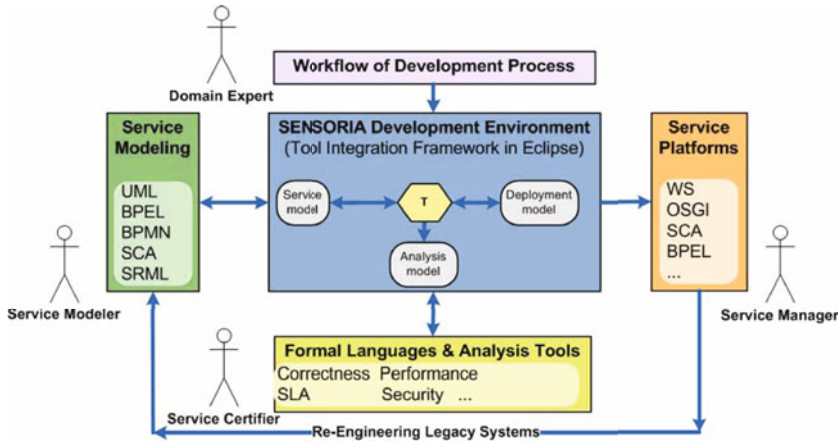 Workflow of Development Process
Domain Expert
Service
Modeling
UML
BPEL
BPMN
SCA
SRML
SENSORIA Development Environment
(Tool Integration Framework in Eclipse)
Service
model
T
Deployment
model
Analysis
model
Service
Platforms
WS
OSGI
SCA
BPEL
...
Service Modeler
Service Manager
Formal Languages & Analysis Tools
Correctness Performance
SLA Security ...
Service Certifier
Re-Engineering Legacy Systems